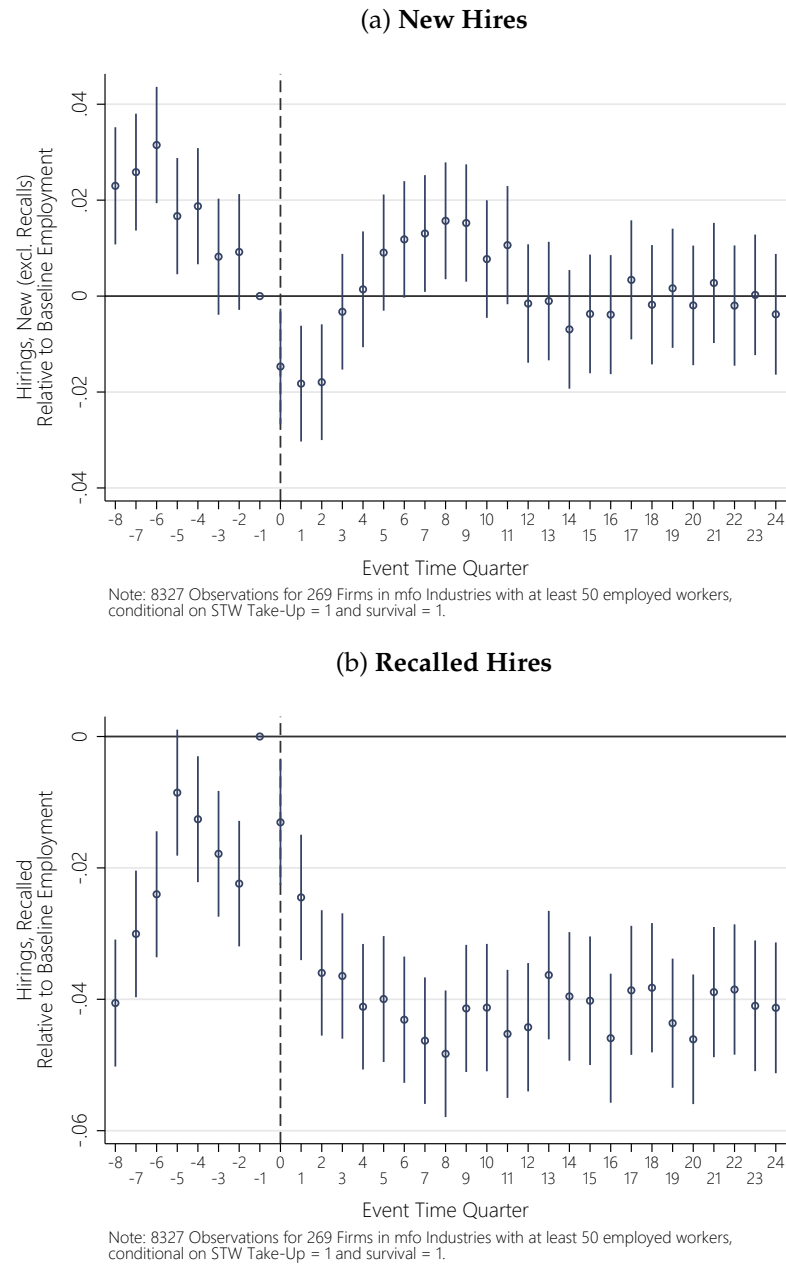 (a) New Hires
Hirings, New (excl. Recalls)
Relative to Baseline Employment
.04
.02
0
-.02
-.04
-8 -6 -4 -2 0 2 4 6 8 10 12 14 16 18 20 22 24
-7 -5 -3 -1 1 3 5 7 9 11 13 15 17 19 21 23
Event Time Quarter
Note: 8327 Observations for 269 Firms in mfo Industries with at least 50 employed workers,
conditional on STW Take-Up = 1 and survival = 1.
(b) Recalled Hires
Hirings, Recalled
Relative to Baseline Employment
0
-.02
-.04
-.06
-8 -6 -4 -2 0 2 4 6 8 10 12 14 16 18 20 22 24
-7 -5 -3 -1 1 3 5 7 9 11 13 15 17 19 21 23
Event Time Quarter
Note: 8327 Observations for 269 Firms in mfo Industries with at least 50 employed workers,
conditional on STW Take-Up = 1 and survival = 1.